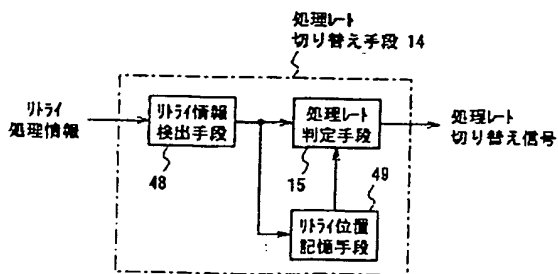 処理レート
切り替え手段 14
リトライ
処理情報
リトライ情報
検出手段
処理レート
判定手段
処理レート
切り替え信号
48
15
49
リトライ位置
記憶手段